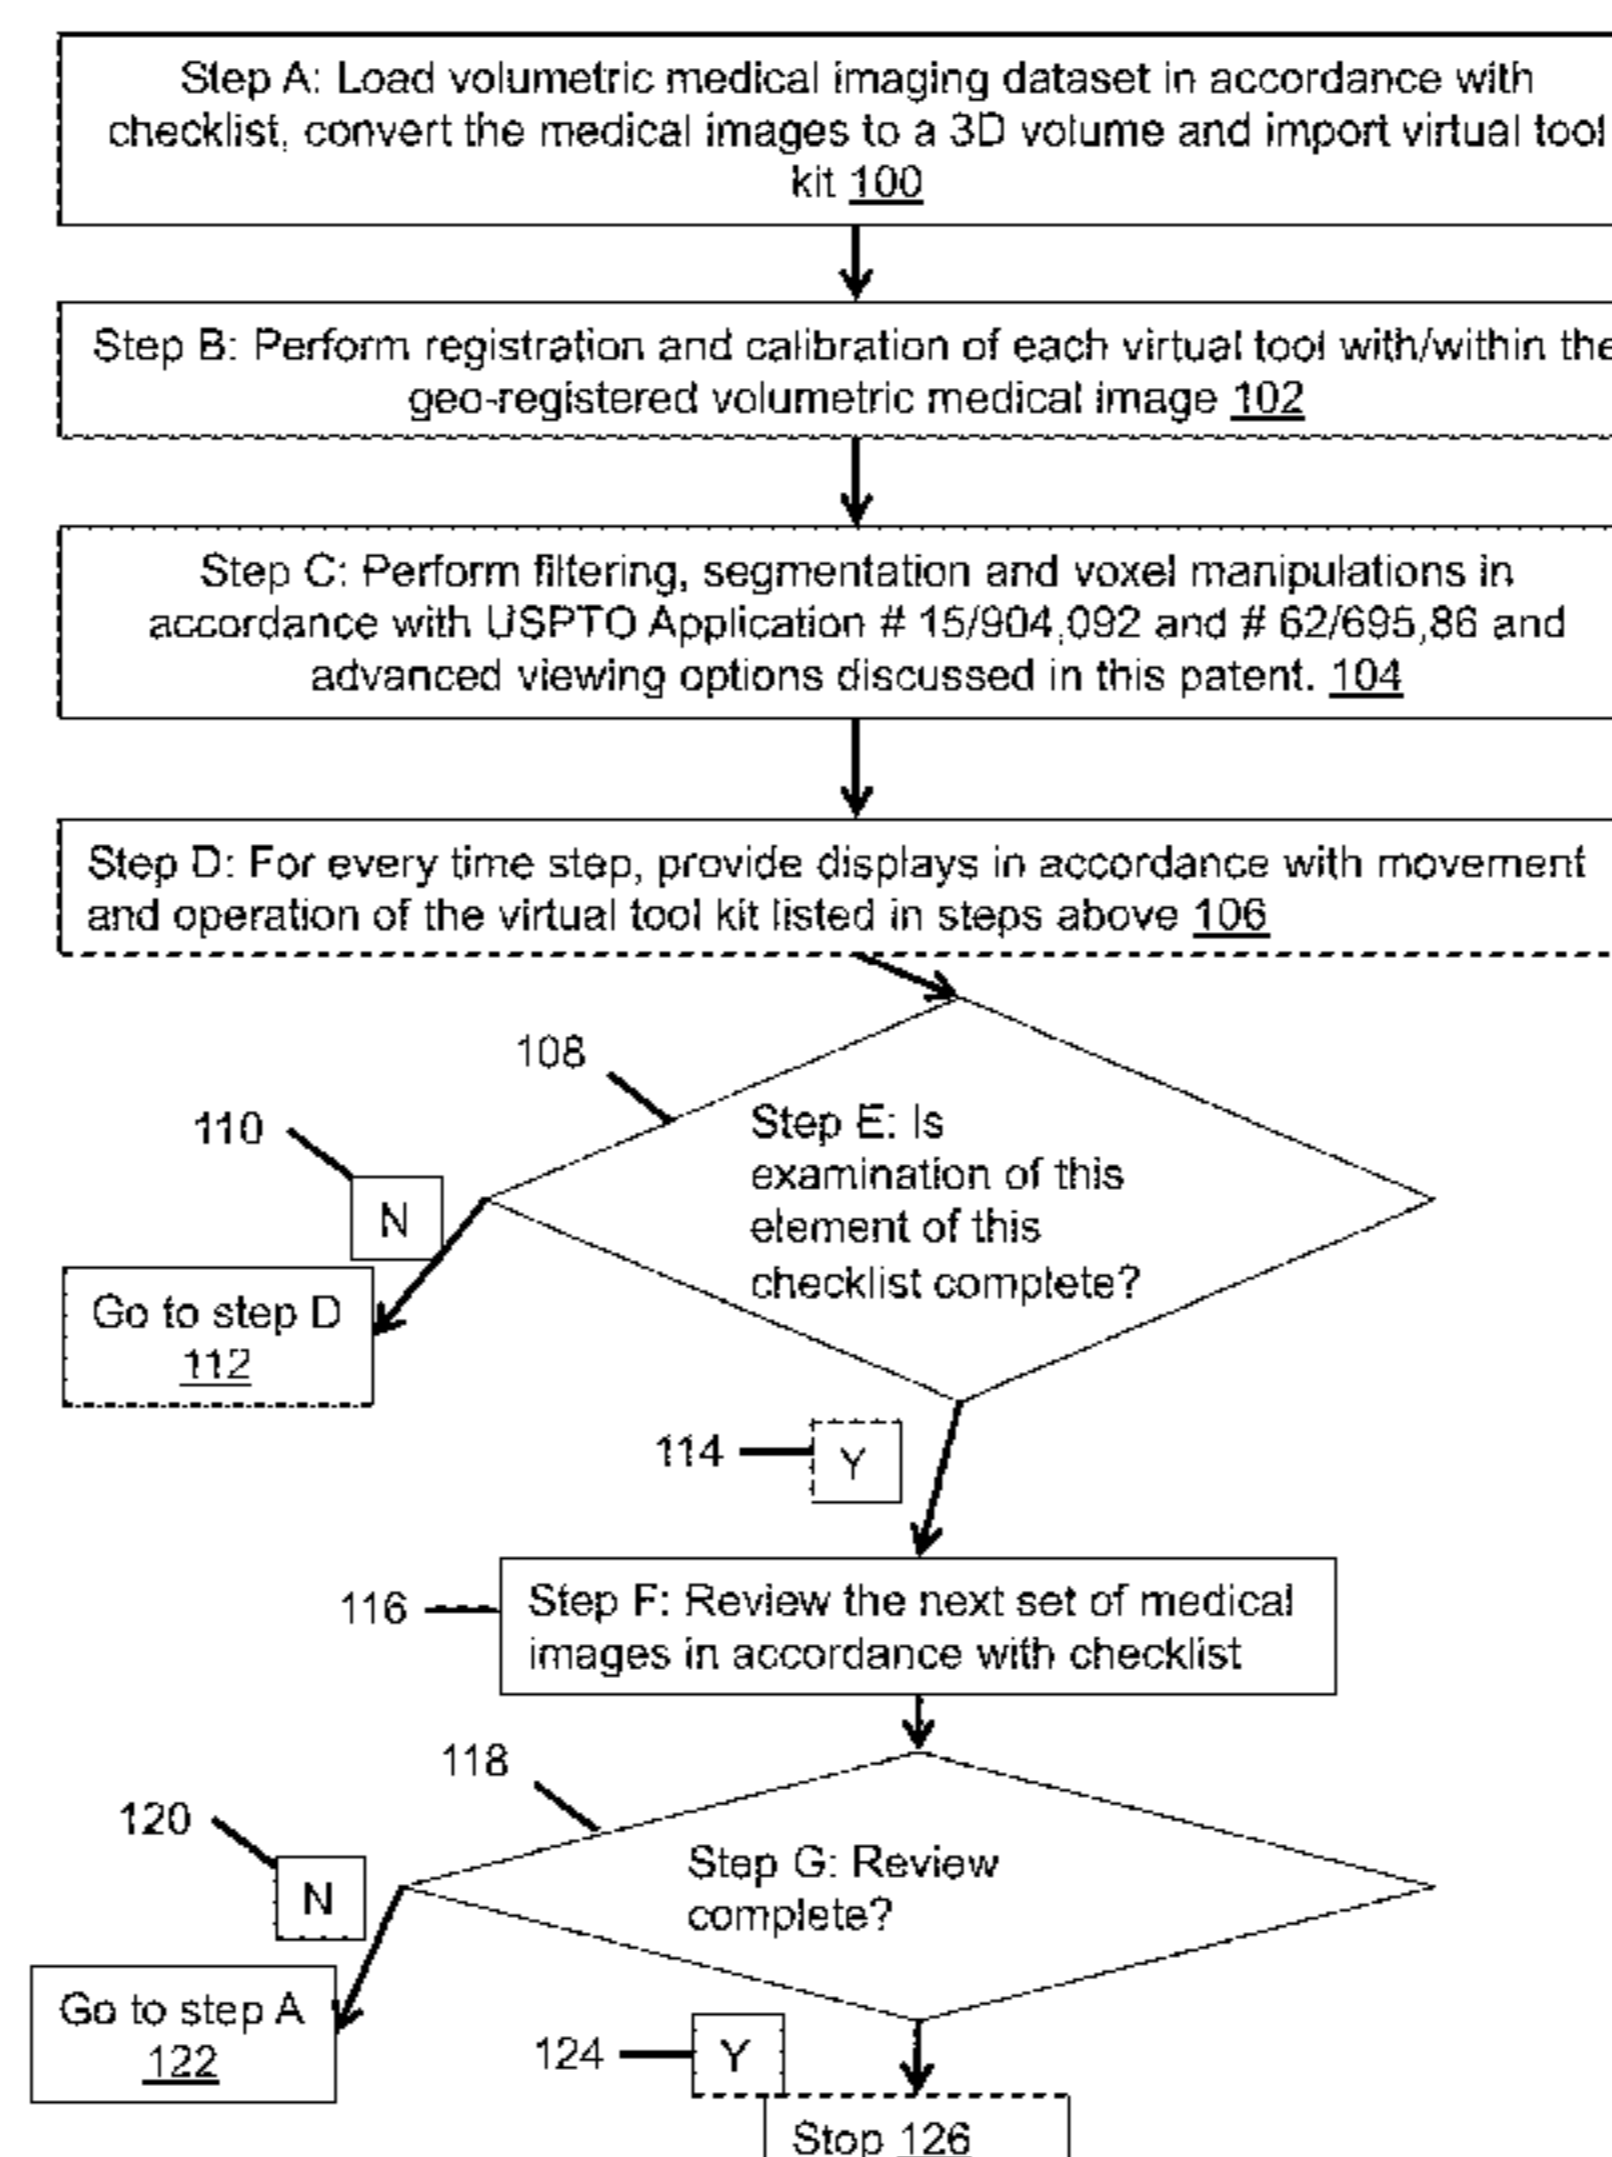 Step A: Load volumetric medical imaging dataset in accordance with
checklist, convert the medical images to a 3D volume and import virtual tool
kit 100
Step B: Perform registration and calibration of each virtual tool with/within the
geo-registered volumetric medical image 102
Step C: Perform filtering, segmentation and voxel manipulations in
accordance with USPTO Application # 15/904,092 and # 62/695,86 and
advanced viewing options discussed in this patent. 104
Step D: For every time step, provide displays in accordance with movement
and operation of the virtual tool kit listed in steps above 106
108
110
N
Step E: Is
examination of this
element of this
checklist complete?
Go to step D
112
114
Y
116
Step F: Review the next set of medical
images in accordance with checklist
118
120
N
Step G: Review
complete?
Go to step A
122
124
Y
Stop 126